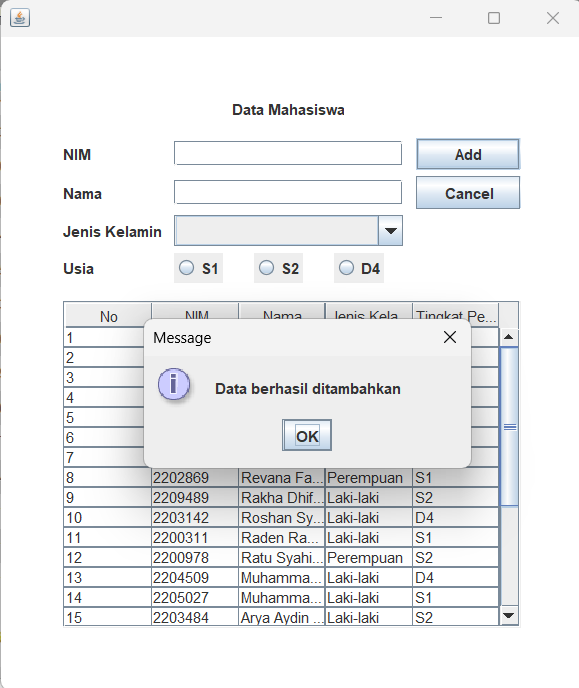 Data Mahasiswa
NIM
Add
Nama
Cancel
Jenis Kelamin
Usia S1 S2 D4
No NIM Nama Jenis Kela... Tingkat Pe...
1
2
3
4
5
6
7
Message
Data berhasil ditambahkan
OK
8 2202869 Revana Fa... Perempuan S1
9 2209489 Rakha Dhif... Laki-laki S2
10 2203142 Roshan Sy... Laki-laki D4
11 2200311 Raden Ra... Laki-laki S1
12 2200978 Ratu Syahi... Perempuan S2
13 2204509 Muhamma... Laki-laki D4
14 2205027 Muhamma... Laki-laki S1
15 2203484 Arya Aydin ... Laki-laki S2